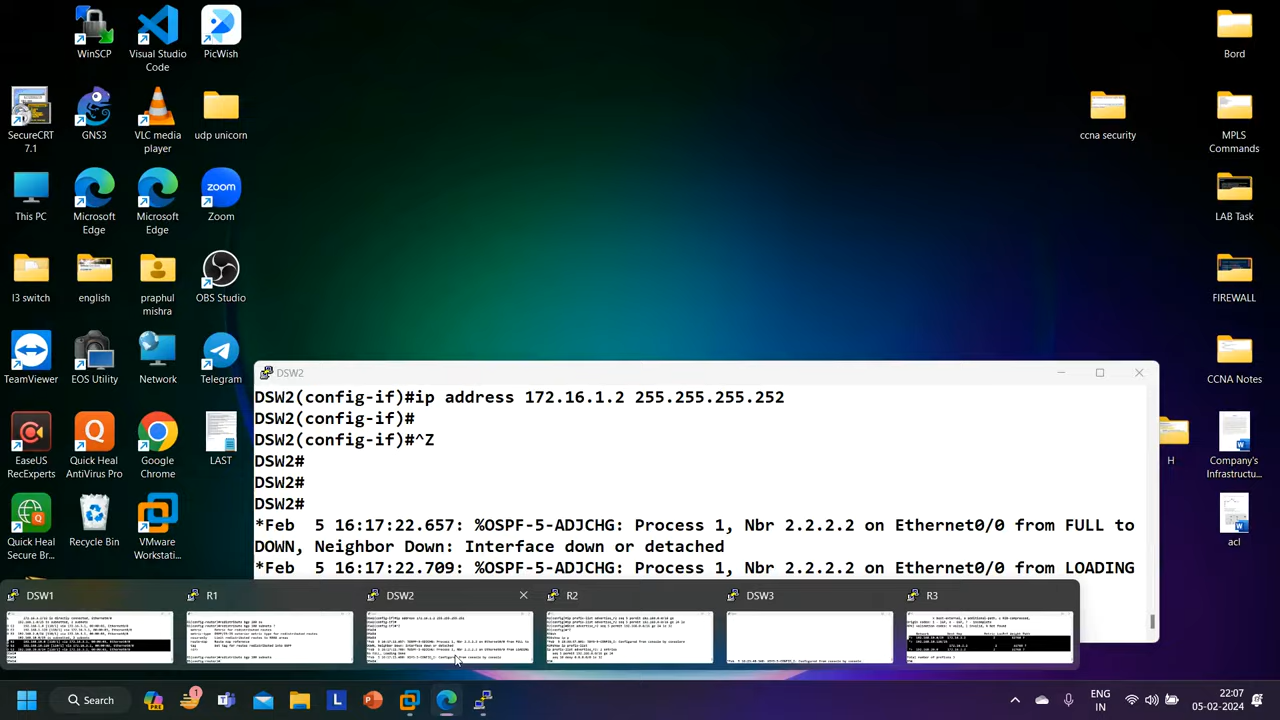 WinSCP
Visual Studio
Code
PicWish
SecureCRT
7.1
GNS3
VLC media
player
udp unicorn
This PC
Microsoft
Edge
Microsoft
Edge
zoom
Zoom
l3 switch
english
praphul
mishra
OBS Studio
TeamViewer
EOS Utility
Network
Telegram
EaseUS
RecExperts
Quick Heal
AntiVirus Pro
Google
Chrome
LAST
Quick Heal
Secure Br...
Recycle Bin
VMware
Workstati...
ccna security
Bord
MPLS
Commands
LAB Task
FIREWALL
CCNA Notes
H
Company's
Infrastructu...
acl
DSW2
DSW2(config-if)#ip address 172.16.1.2 255.255.255.252
DSW2(config-if)#
DSW2(config-if)#^Z
DSW2#
DSW2#
DSW2#
*Feb  5 16:17:22.657: %OSPF-5-ADJCHG: Process 1, Nbr 2.2.2.2 on Ethernet0/0 from FULL to
DOWN, Neighbor Down: Interface down or detached
*Feb  5 16:17:22.709: %OSPF-5-ADJCHG: Process 1, Nbr 2.2.2.2 on Ethernet0/0 from LOADING
DSW1
R1
DSW2
R2
DSW3
R3
Search
PRE
1
L
ENG
IN
22:07
05-02-2024